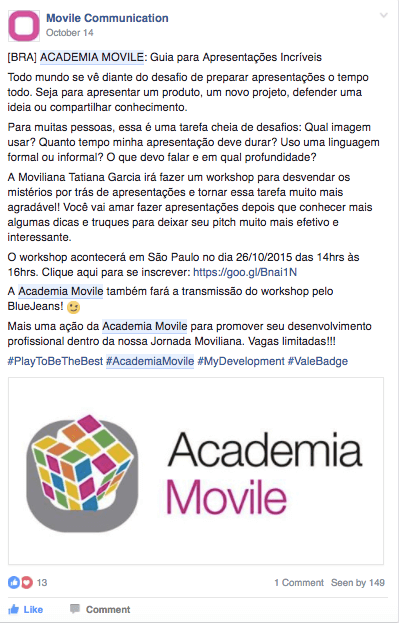 Movile Communication
October 14
[BRA] ACADEMIA MOVILE: Guia para Apresentações Incríveis
Todo mundo se vê diante do desafio de preparar apresentações o tempo
todo. Seja para apresentar um produto, um novo projeto, defender uma
ideia ou compartilhar conhecimento.
Para muitas pessoas, essa é uma tarefa cheia de desafios: Qual imagem
usar? Quanto tempo minha apresentação deve durar? Uso uma linguagem
formal ou informal? O que devo falar e em qual profundidade?
A Moviliana Tatiana Garcia irá fazer um workshop para desvendar os
mistérios por trás de apresentações e tornar essa tarefa muito mais
agradável! Você vai amar fazer apresentações depois que conhecer mais
algumas dicas e truques para deixar seu pitch muito mais efetivo e
interessante.
O workshop acontecerá em São Paulo no dia 26/10/2015 das 14hrs às
16hrs. Clique aqui para se inscrever: https://goo.gl/Bnai1N
A Academia Movile também fará a transmissão do workshop pelo
BlueJeans! 😉
Mais uma ação da Academia Movile para promover seu desenvolvimento
profissional dentro da nossa Jornada Moviliana. Vagas limitadas!!!
#PlayToBeTheBest #AcademiaMovile #MyDevelopment #ValeBadge
Academia
Movile
13 1 Comment Seen by 149
Like Comment